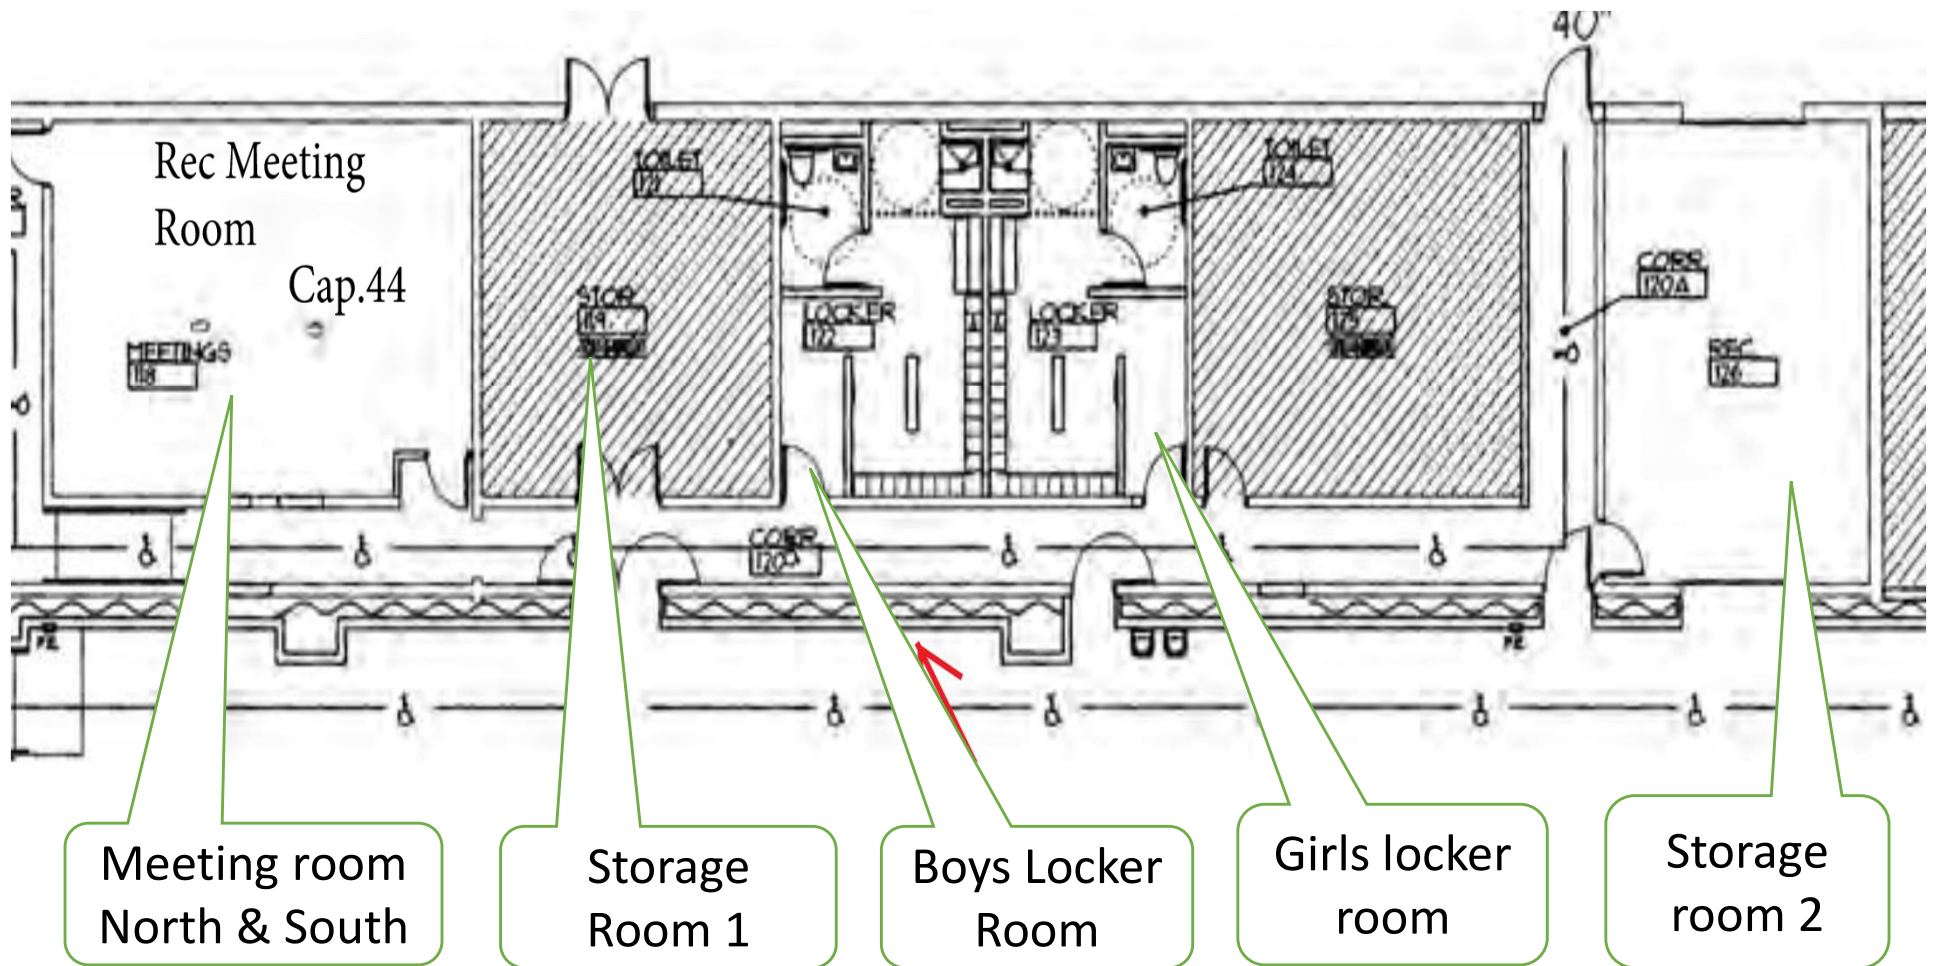 40"
Rec Meeting
Room
Cap.44
TOILET
121
TOILET
124
CORR.
120A
STOR.
119
STOR.
125
LOCKER
122
LOCKER
123
MEETINGS
118
REC
126
CORR
120
P.E.
P.E.
Meeting room
North & South
Storage
Room 1
Boys Locker
Room
Girls locker
room
Storage
room 2